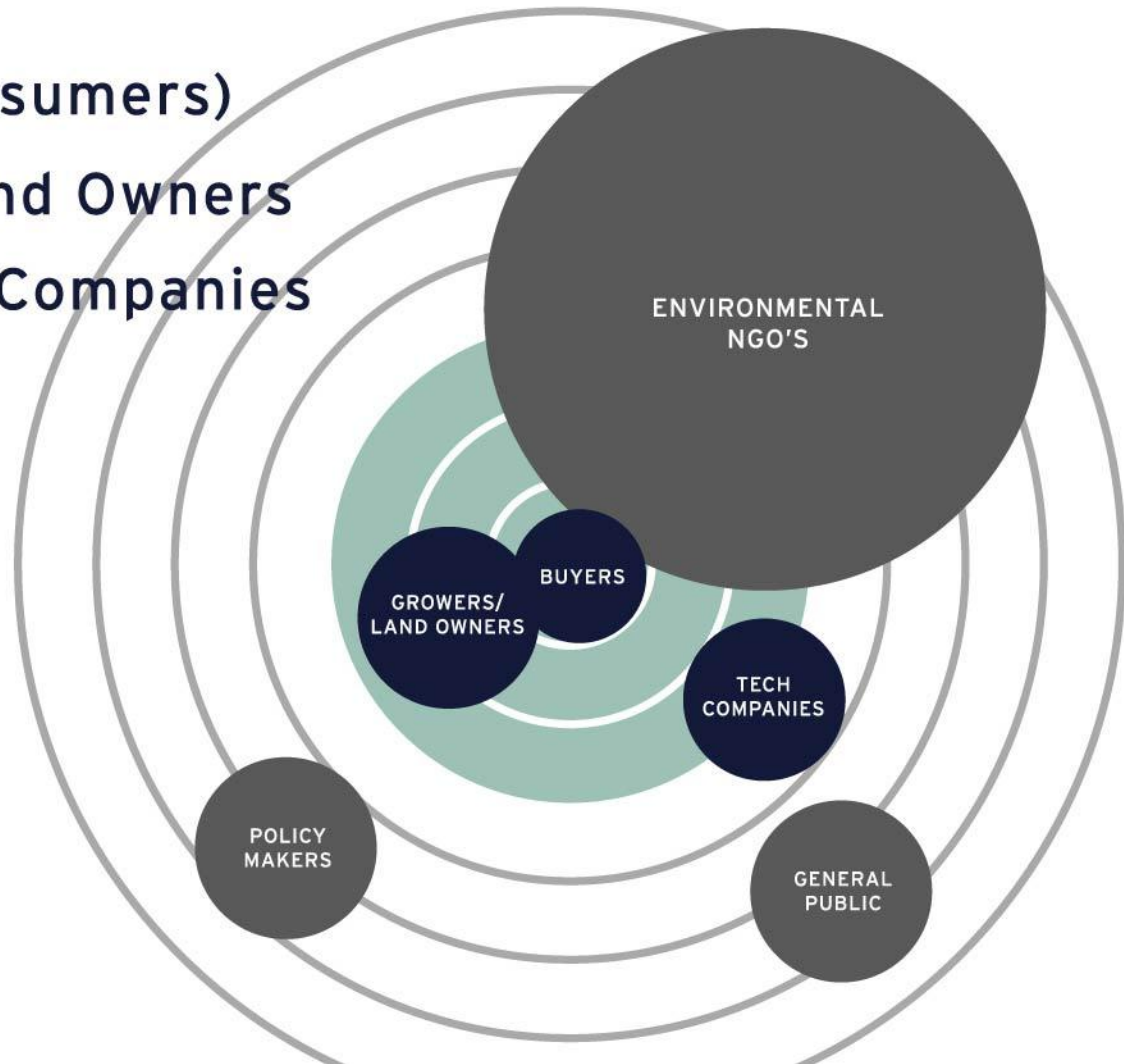 sumers)
nd Owners
Companies
ENVIRONMENTAL
NGO'S
BUYERS
GROWERS/
LAND OWNERS
TECH
COMPANIES
POLICY
MAKERS
GENERAL
PUBLIC